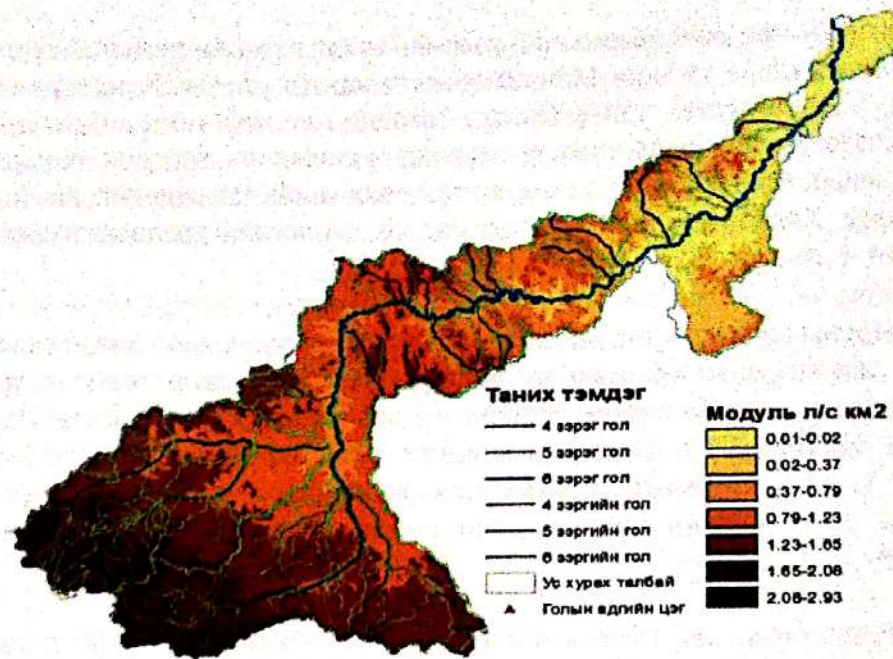 Таних тэмдэг
4 зэрэг гол
5 зэрэг гол
6 зэрэг гол
4 зэргийн гол
5 зэргийн гол
6 зэргийн гол
Ус хурах талбай
Голын адгийн цэг
Модуль л/с км2
0.01-0.02
0.02-0.37
0.37-0.79
0.79-1.23
1.23-1.65
1.65-2.08
2.08-2.93